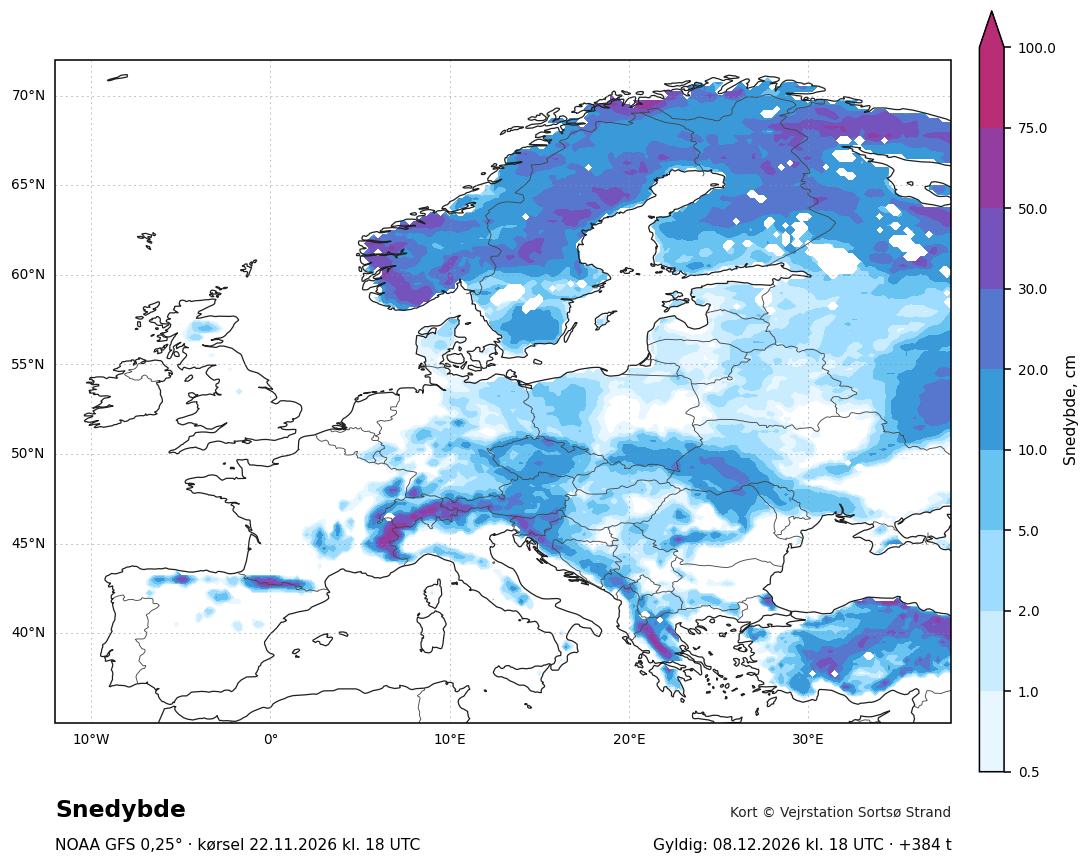 100.0
75.0
50.0
30.0
20.0
10.0
5.0
2.0
1.0
0.5
Snedybde, cm
70°N
65°N
60°N
55°N
50°N
45°N
40°N
10°W
0°
10°E
20°E
30°E
Snedybde
Kort © Vejrstation Sortsø Strand
NOAA GFS 0,25° · kørsel 22.11.2026 kl. 18 UTC
Gyldig: 08.12.2026 kl. 18 UTC · +384 t